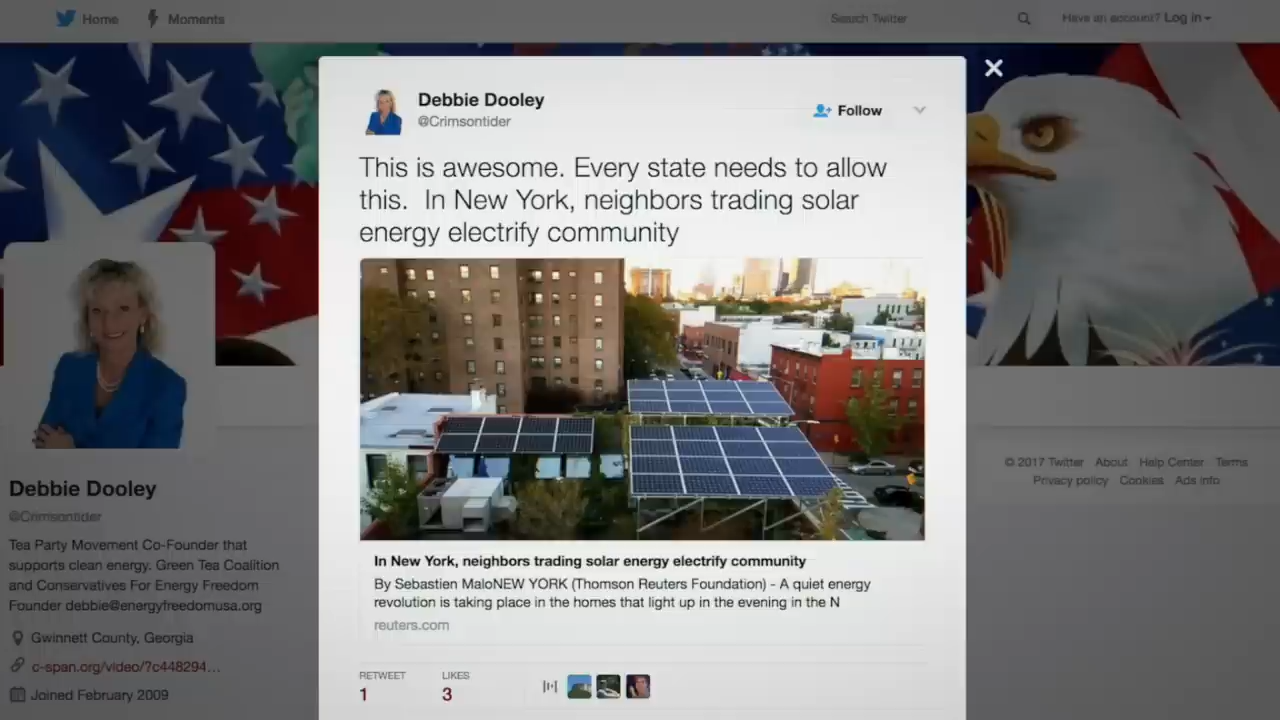 Home
Moments
Search Twitter
Have an account? Log in
Debbie Dooley
@Crimsontider
Follow
This is awesome. Every state needs to allow
this. In New York, neighbors trading solar
energy electrify community
In New York, neighbors trading solar energy electrify community
By Sebastien MaloNEW YORK (Thomson Reuters Foundation) - A quiet energy
revolution is taking place in the homes that light up in the evening in the N
reuters.com
RETWEET
1
LIKES
3
Debbie Dooley
@Crimsontider
Tea Party Movement Co-Founder that
supports clean energy. Green Tea Coalition
and Conservatives For Energy Freedom
Founder debbie@energyfreedomusa.org
Gwinnett County, Georgia
c-span.org/video/?c448294...
Joined February 2009
© 2017 Twitter About Help Center Terms
Privacy policy Cookies Ads info